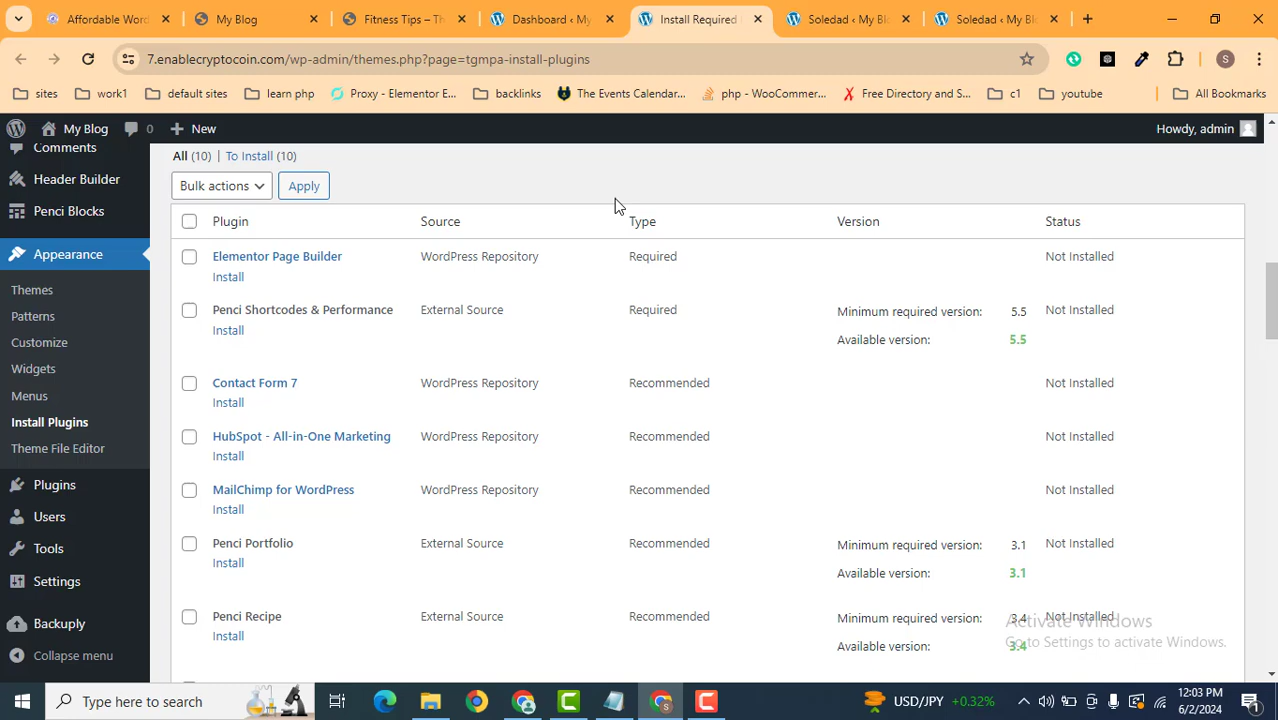 Affordable Word
My Blog
Fitness Tips – Th
Dashboard ‹ My
Install Required
Soledad ‹ My Blo
Soledad ‹ My Blo
7.enablecryptocoin.com/wp-admin/themes.php?page=tgmpa-install-plugins
S
sites
work1
default sites
learn php
Proxy - Elementor E...
backlinks
The Events Calendar...
php - WooCommer...
Free Directory and S...
c1
youtube
All Bookmarks
My Blog
0
New
Howdy, admin
Comments
Header Builder
Penci Blocks
Appearance
Themes
Patterns
Customize
Widgets
Menus
Install Plugins
Theme File Editor
Plugins
Users
Tools
Settings
Backuply
Collapse menu
All (10) | To Install (10)
Bulk actions
Apply
Plugin Source Type Version Status
Elementor Page Builder WordPress Repository Required Not Installed
Install
Penci Shortcodes & Performance External Source Required Minimum required version: 5.5 Not Installed
Install Available version: 5.5
Contact Form 7 WordPress Repository Recommended Not Installed
Install
HubSpot - All-in-One Marketing WordPress Repository Recommended Not Installed
Install
MailChimp for WordPress WordPress Repository Recommended Not Installed
Install
Penci Portfolio External Source Recommended Minimum required version: 3.1 Not Installed
Install Available version: 3.1
Penci Recipe External Source Recommended Minimum required version: 3.4 Not Installed
Install Available version: 3.4
Activate Windows
Go to Settings to activate Windows.
Type here to search
USD/JPY +0.32%
12:03 PM
6/2/2024
1